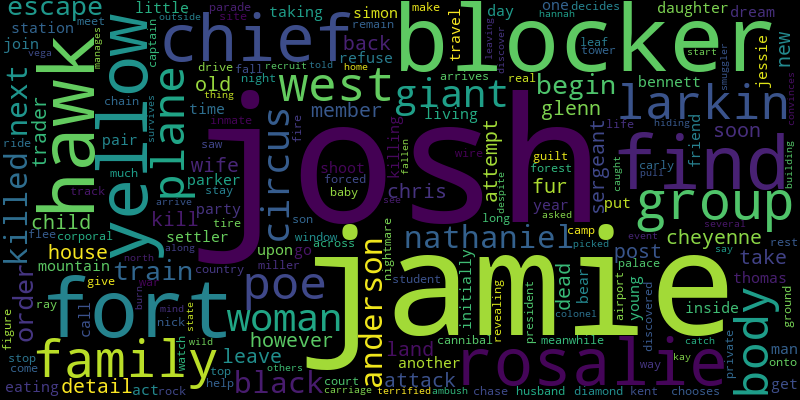 escape
little
taking
simon
parade
site
meet
make
one
decides
daughter
dream
station
join
outside
remain
hannah
day
leaf
tower
vega
manages
captain
chief
back
refuse
travel
leaving
discover
blocker
new
start
hawk
yellow
drive
fall
night
recruit
told
home
old
thing
west
giant
arrives
real
bennett
smuggler
jessie
convinces
killed
next
trader
chain
survives
plane
time
member
living
begin
glenn
larkin
soon
ride
pair
inmate
saw
fire
josh
killing
attempt
sergeant
life
hiding
friend
find
building
much
wife
circus
shoot
forced
baby
fallen
wire
guilt
forest
despite
carly
pull
caught
track
stay
parker
party
chris
see
fur
year
asked
put
group
child
arrive
kill
tire
son
window
nathaniel
long
camp
picked
cheyenne
several
event
say
rest
flee
corporal
settler
along
upon
go
across
nightmare
initially
dead
post
palace
take
house
mountain
train
north
country
miller
anderson
student
bear
airport
young
thomas
order
give
burn
way
poe
jamie
revealing
president
colonel
discovered
inside
body
fort
ray
call
mind
nick
state
woman
however
land
cannibal
meanwhile
private
man
onto
figure
family
watch
wild
top
leave
another
rosalie
way
kay
catch
stop
come
eating
detail
act
rock
help
black
others
court
carriage
attack
terrified
ambush
chase
husband
diamond
kent
chooses
get